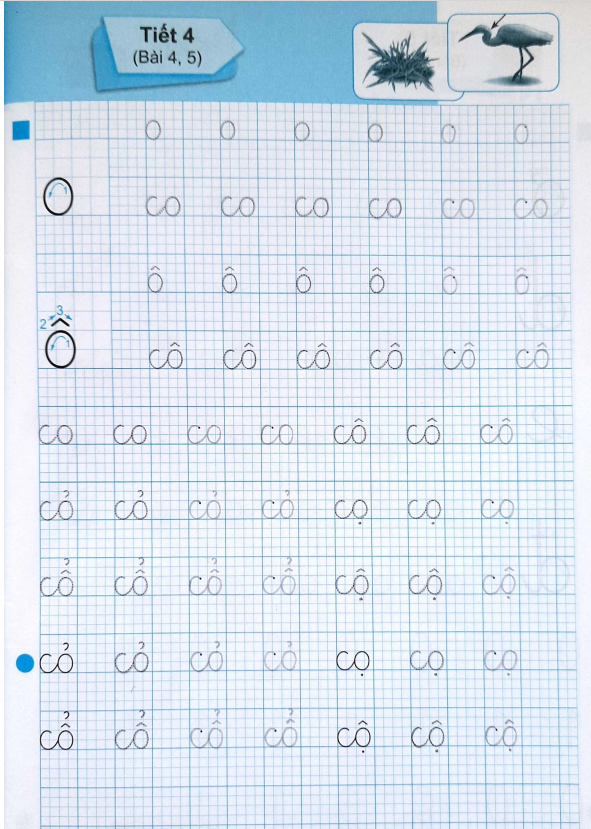 Tiết 4
(Bài 4, 5)
o o o o o o
o 1
co co co co co co
ô ô ô ô ô ô
2 3
ô 1
cô cô cô cô cô cô
co co co co cô cô cô
cỏ cỏ cỏ cỏ cọ cọ cọ
cổ cổ cổ cổ cộ cộ cộ
cỏ cỏ cỏ cỏ cọ cọ cọ
cổ cổ cổ cổ cộ cộ cộ